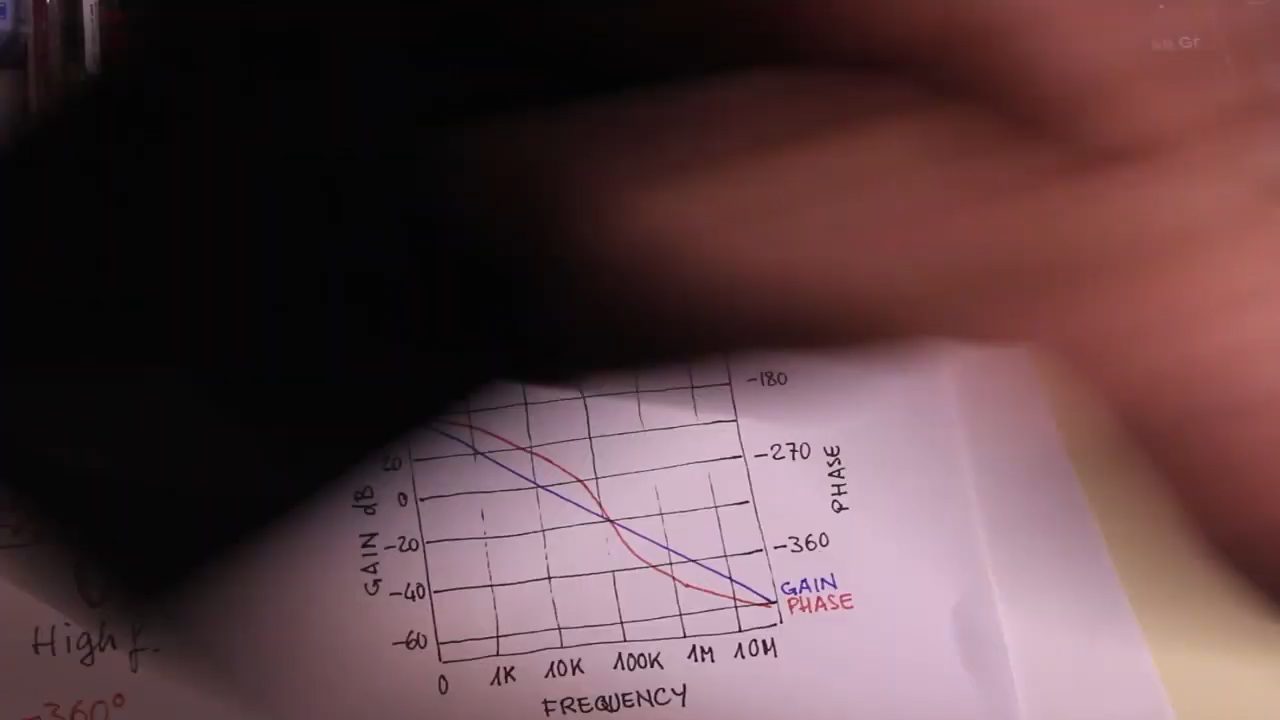 -180
-270
20
0
GAIN dB
PHASE
-20
-360
-40
GAIN
PHASE
-60
0 1K 10K 100K 1M 10M
FREQUENCY
High f.
-360°